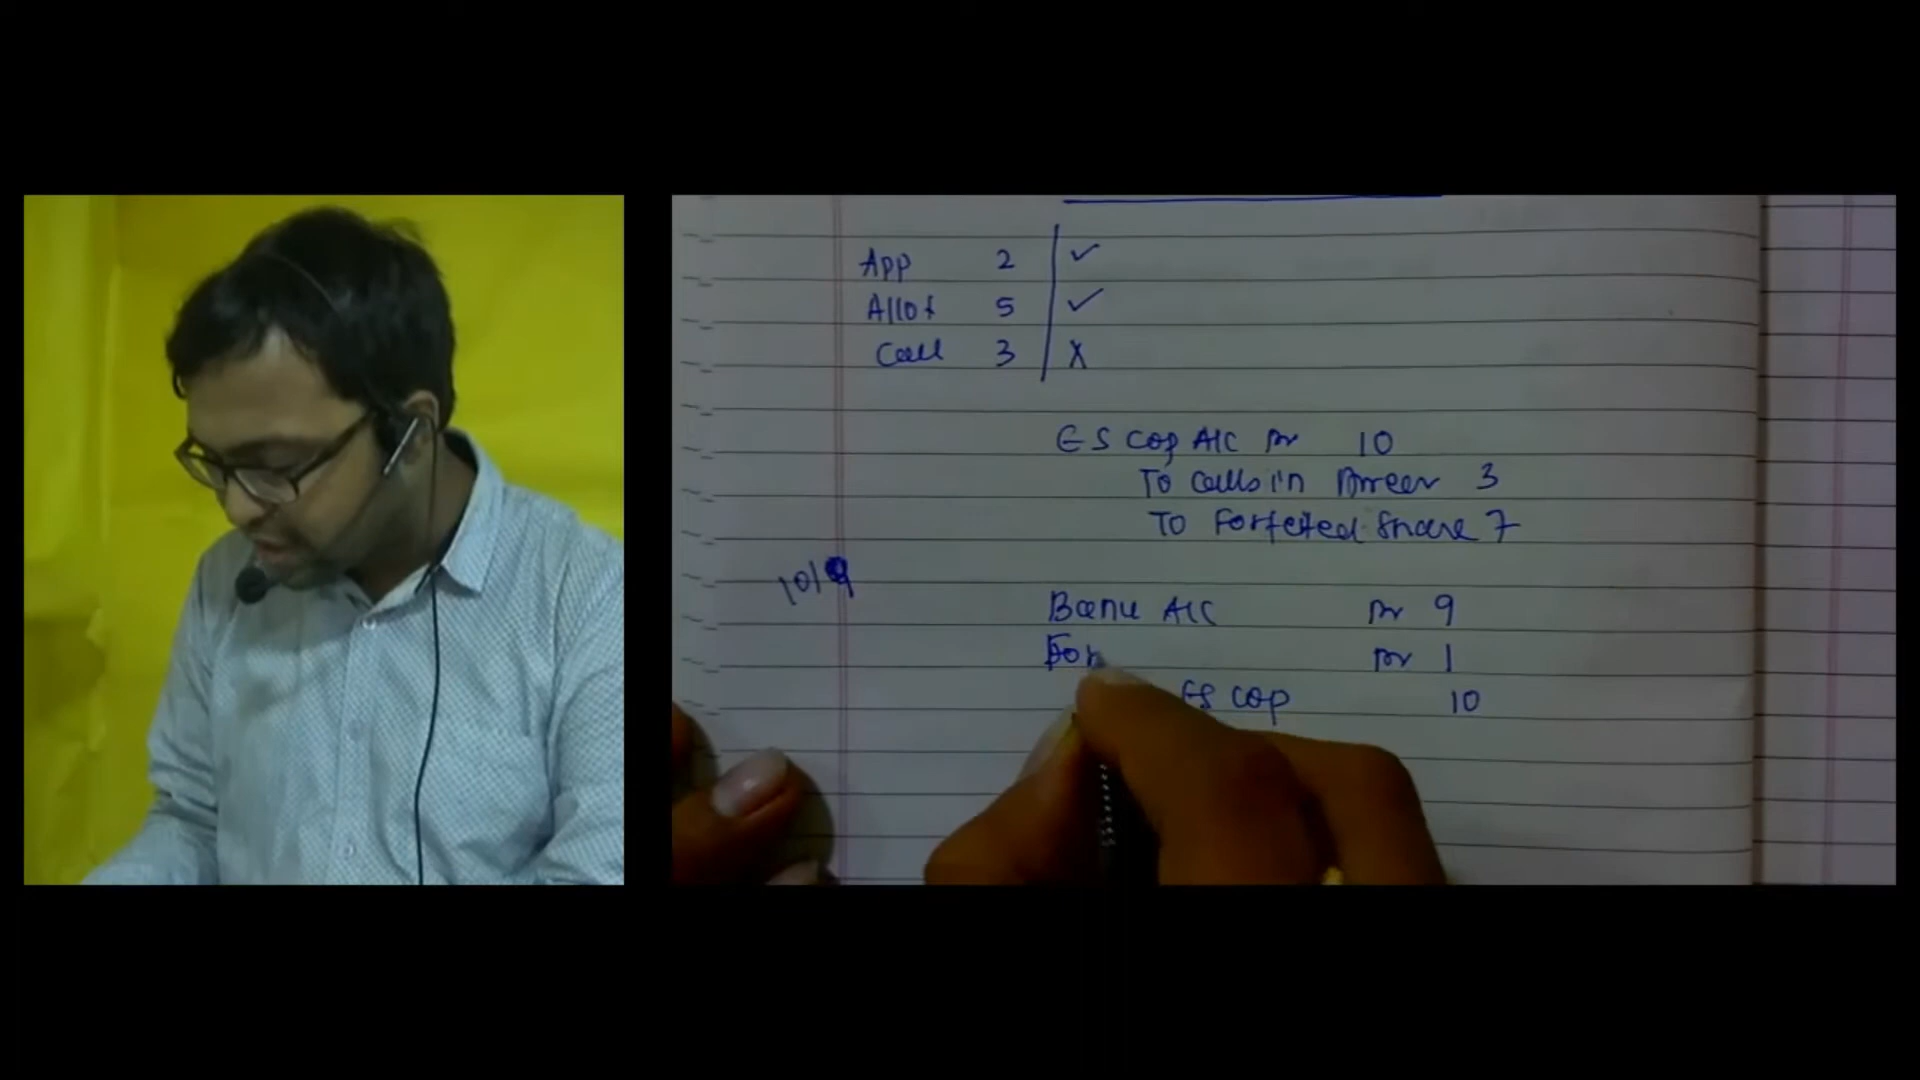 App 2 ✓
Allot 5 ✓
Call 3 X
ES Cap A/C Dr 10
To Calls in Arrear 3
To Forfeited Share 7
10/9
Bank A/C Dr 9
For Dr 1
ES Cap 10